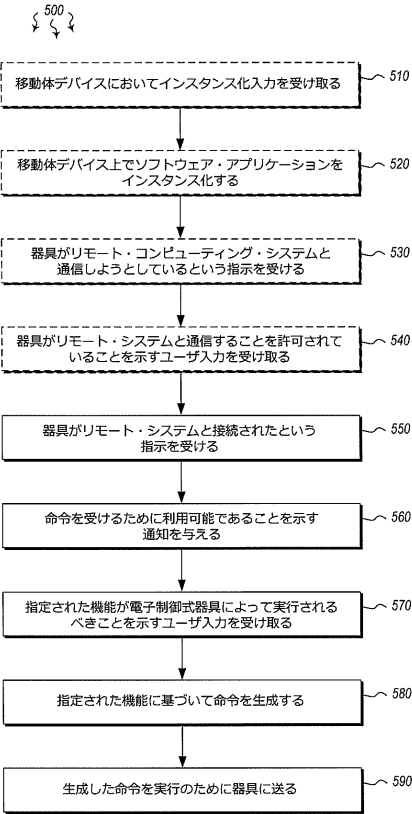 500
移動体デバイスにおいてインスタンス化入力を受け取る
510
移動体デバイス上でソフトウェア・アプリケーションを
インスタンス化する
520
器具がリモート・コンピューティング・システムと
通信しようとしているという指示を受ける
530
器具がリモート・システムと通信することを許可されて
いることを示すユーザ入力を受け取る
540
器具がリモート・システムと接続されたという
指示を受ける
550
命令を受けるために利用可能であることを示す
通知を与える
560
指定された機能が電子制御式器具によって実行される
べきことを示すユーザ入力を受け取る
570
指定された機能に基づいて命令を生成する
580
生成した命令を実行のために器具に送る
590